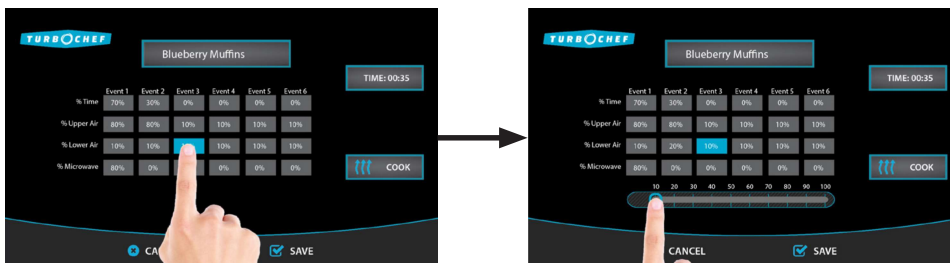 TURBOCHEF
Blueberry Muffins
TIME: 00:35
Event 1 Event 2 Event 3 Event 4 Event 5 Event 6
% Time 70% 30% 0% 0% 0% 0%
% Upper Air 80% 80% 10% 10% 10% 10%
% Lower Air 10% 10% 10% 10% 10%
% Microwave 80% 0% 0% 0% 0%
COOK
CA
SAVE
TURBOCHEF
Blueberry Muffins
TIME: 00:35
Event 1 Event 2 Event 3 Event 4 Event 5 Event 6
% Time 70% 30% 0% 0% 0% 0%
% Upper Air 80% 80% 10% 10% 10% 10%
% Lower Air 10% 20% 10% 10% 10% 10%
% Microwave 80% 0% 0% 0% 0% 0%
COOK
10 20 30 40 50 60 70 80 90 100
CANCEL
SAVE